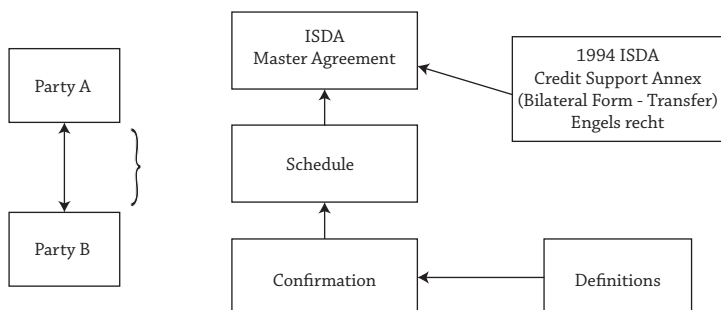 Party A
Party B
ISDA
Master Agreement
Schedule
Confirmation
1994 ISDA
Credit Support Annex
(Bilateral Form - Transfer)
Engels recht
Definitions